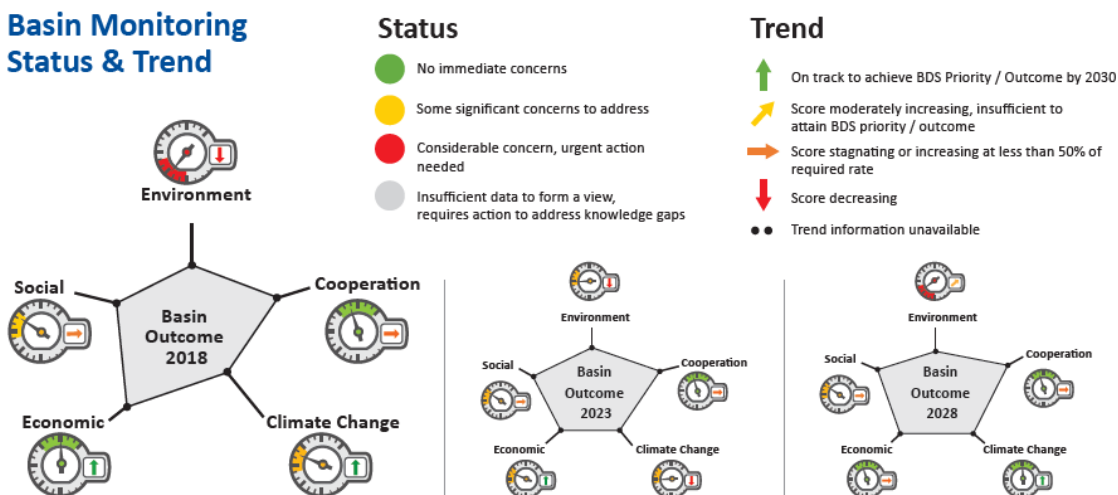 Basin Monitoring
Status & Trend
Status
No immediate concerns
Some significant concerns to address
Considerable concern, urgent action
needed
Insufficient data to form a view,
requires action to address knowledge gaps
Trend
On track to achieve BDS Priority / Outcome by 2030
Score moderately increasing, insufficient to
attain BDS priority / outcome
Score stagnating or increasing at less than 50% of
required rate
Score decreasing
Trend information unavailable
Environment
Social
Cooperation
Basin
Outcome
2018
Economic
Climate Change
Environment
Social
Cooperation
Basin
Outcome
2023
Economic
Climate Change
Environment
Social
Cooperation
Basin
Outcome
2028
Economic
Climate Change